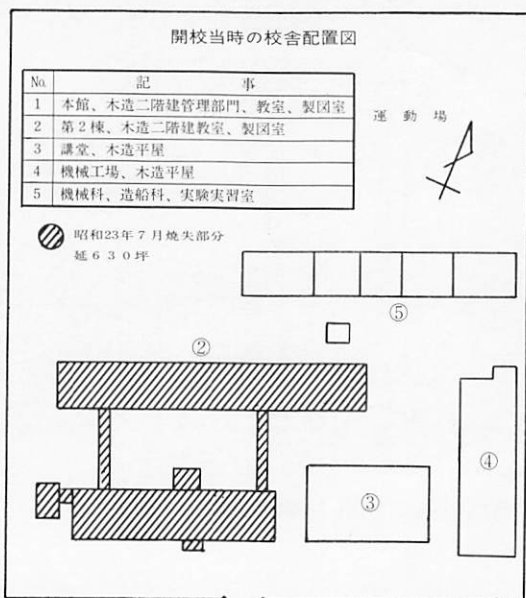 開校当時の校舎配置図
No. 記事
1 本館、木造二階建管理部門、教室、製図室
2 第2棟、木造二階建教室、製図室
3 講堂、木造平屋
4 機械工場、木造平屋
5 機械科、造船科、実験実習室
運動場
昭和23年7月焼失部分
延630坪
⑤
②
④
③